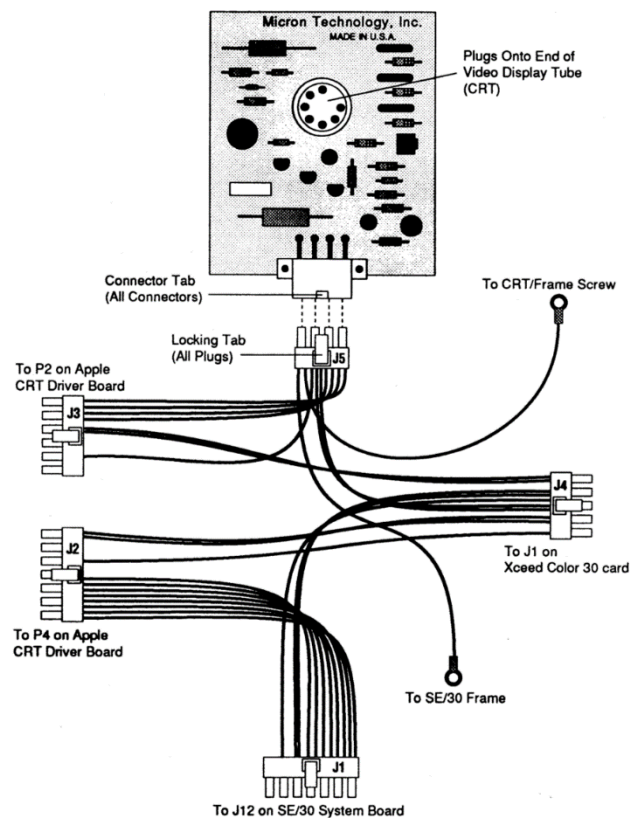 Micron Technology, Inc.
MADE IN U.S.A.
Plugs Onto End of
Video Display Tube
(CRT)
Connector Tab
(All Connectors)
To CRT/Frame Screw
Locking Tab
(All Plugs)
J5
To P2 on Apple
CRT Driver Board
J3
J4
To J1 on
Xceed Color 30 card
J2
To P4 on Apple
CRT Driver Board
To SE/30 Frame
J1
To J12 on SE/30 System Board